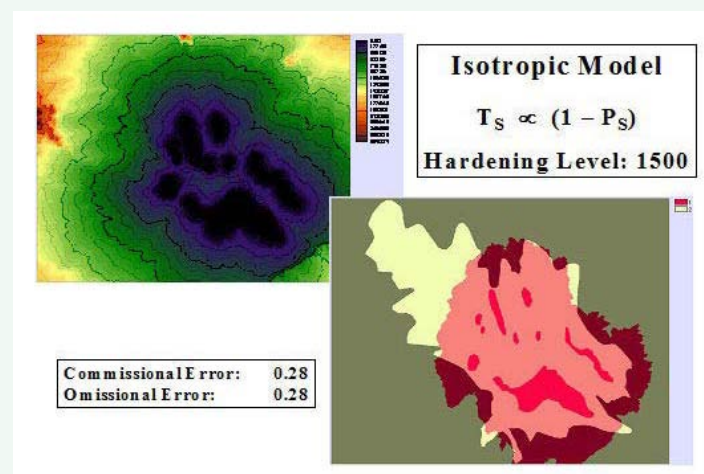 Isotropic Model
T_S ∝ (1 – P_S)
Hardening Level: 1500
Commissional Error: 0.28
Omissional Error: 0.28